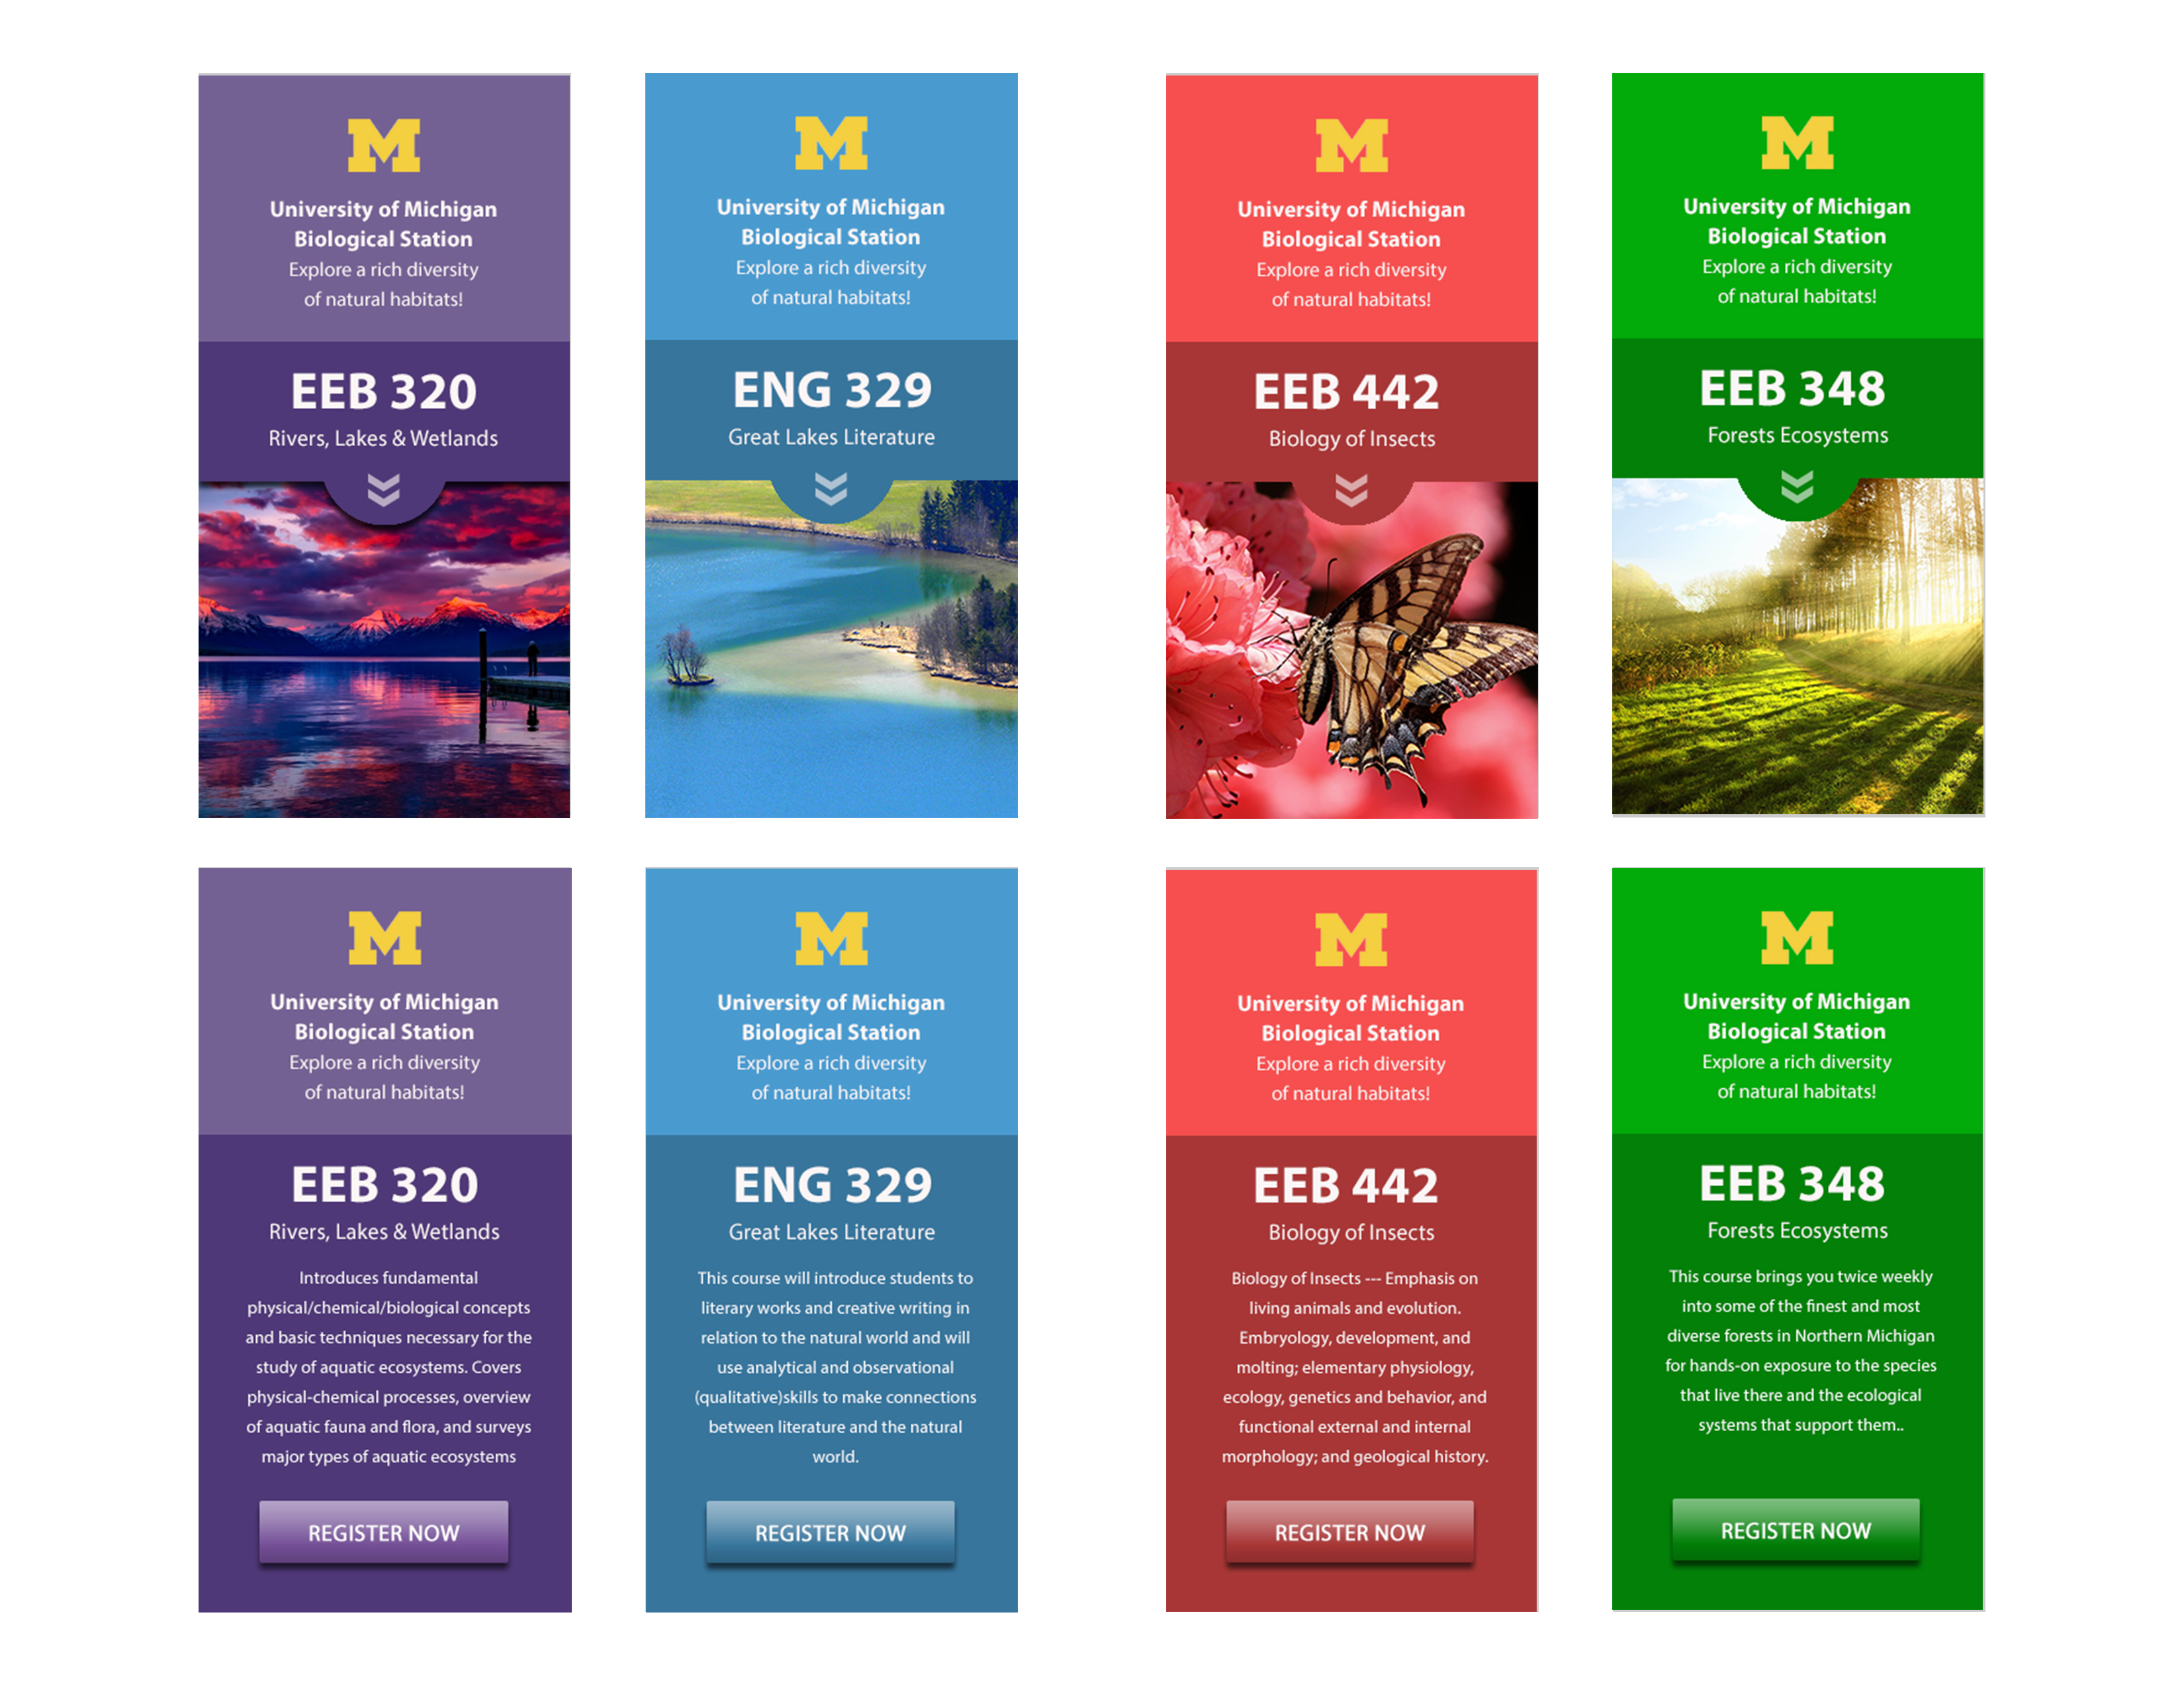 M
University of Michigan
Biological Station
Explore a rich diversity
of natural habitats!
EEB 320
Rivers, Lakes & Wetlands
M
University of Michigan
Biological Station
Explore a rich diversity
of natural habitats!
ENG 329
Great Lakes Literature
M
University of Michigan
Biological Station
Explore a rich diversity
of natural habitats!
EEB 442
Biology of Insects
M
University of Michigan
Biological Station
Explore a rich diversity
of natural habitats!
EEB 348
Forests Ecosystems
M
University of Michigan
Biological Station
Explore a rich diversity
of natural habitats!
EEB 320
Rivers, Lakes & Wetlands
Introduces fundamental
physical/chemical/biological concepts
and basic techniques necessary for the
study of aquatic ecosystems. Covers
physical-chemical processes, overview
of aquatic fauna and flora, and surveys
major types of aquatic ecosystems
REGISTER NOW
M
University of Michigan
Biological Station
Explore a rich diversity
of natural habitats!
ENG 329
Great Lakes Literature
This course will introduce students to
literary works and creative writing in
relation to the natural world and will
use analytical and observational
(qualitative)skills to make connections
between literature and the natural
world.
REGISTER NOW
M
University of Michigan
Biological Station
Explore a rich diversity
of natural habitats!
EEB 442
Biology of Insects
Biology of Insects --- Emphasis on
living animals and evolution.
Embryology, development, and
molting; elementary physiology,
ecology, genetics and behavior, and
functional external and internal
morphology; and geological history.
REGISTER NOW
M
University of Michigan
Biological Station
Explore a rich diversity
of natural habitats!
EEB 348
Forests Ecosystems
This course brings you twice weekly
into some of the finest and most
diverse forests in Northern Michigan
for hands-on exposure to the species
that live there and the ecological
systems that support them..
REGISTER NOW